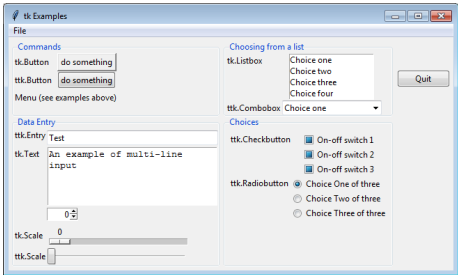 tk Examples
File
Commands
tk.Button do something
ttk.Button do something
Menu (see examples above)
Choosing from a list
tk.Listbox Choice one
Choice two
Choice three
Choice four
ttk.Combobox Choice one
Quit
Data Entry
ttk.Entry Test
tk.Text An example of multi-line
input
0
tk.Scale 0
ttk.Scale
Choices
ttk.Checkbutton On-off switch 1
On-off switch 2
On-off switch 3
ttk.Radiobutton Choice One of three
Choice Two of three
Choice Three of three